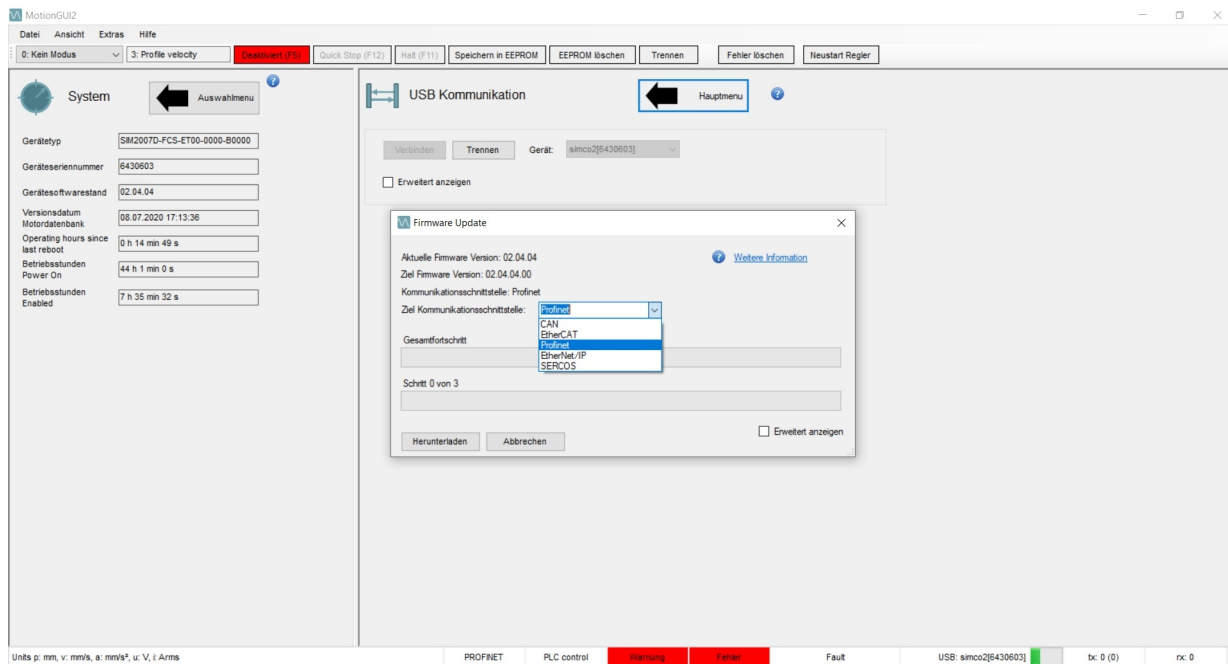 MotionGUI2
Datei Ansicht Extras Hilfe
0: Kein Modus 3: Profile velocity Deaktiviert (F5) Quick Stop (F12) Halt (F11) Speichern in EEPROM EEPROM löschen Trennen Fehler löschen Neustart Regler
System
Auswahlmenu
Gerätetyp SIM2007D-FCS-ET00-0000-B0000
Geräteseriennummer 6430603
Gerätesoftwarestand 02.04.04
Versionsdatum
Motordatenbank 08.07.2020 17:13:36
Operating hours since
last reboot 0 h 14 min 49 s
Betriebsstunden
Power On 44 h 1 min 0 s
Betriebsstunden
Enabled 7 h 35 min 32 s
USB Kommunikation
Hauptmenu
Verbinden Trennen Gerät: simco2[6430603]
Erweitert anzeigen
Firmware Update
Aktuelle Firmware Version: 02.04.04
Weitere Information
Ziel Firmware Version: 02.04.04.00
Kommunikationsschnittstelle: Profinet
Ziel Kommunikationsschnittstelle: Profinet
CAN
EtherCAT
Profinet
EtherNet/IP
SERCOS
Gesamtfortschritt
Schritt 0 von 3
Erweitert anzeigen
Herunterladen Abbrechen
Units p: mm, v: mm/s, a: mm/s², u: V, i: Arms PROFINET PLC control Warnung Fehler Fault USB: simco2[6430603] tx: 0 (0) rx: 0